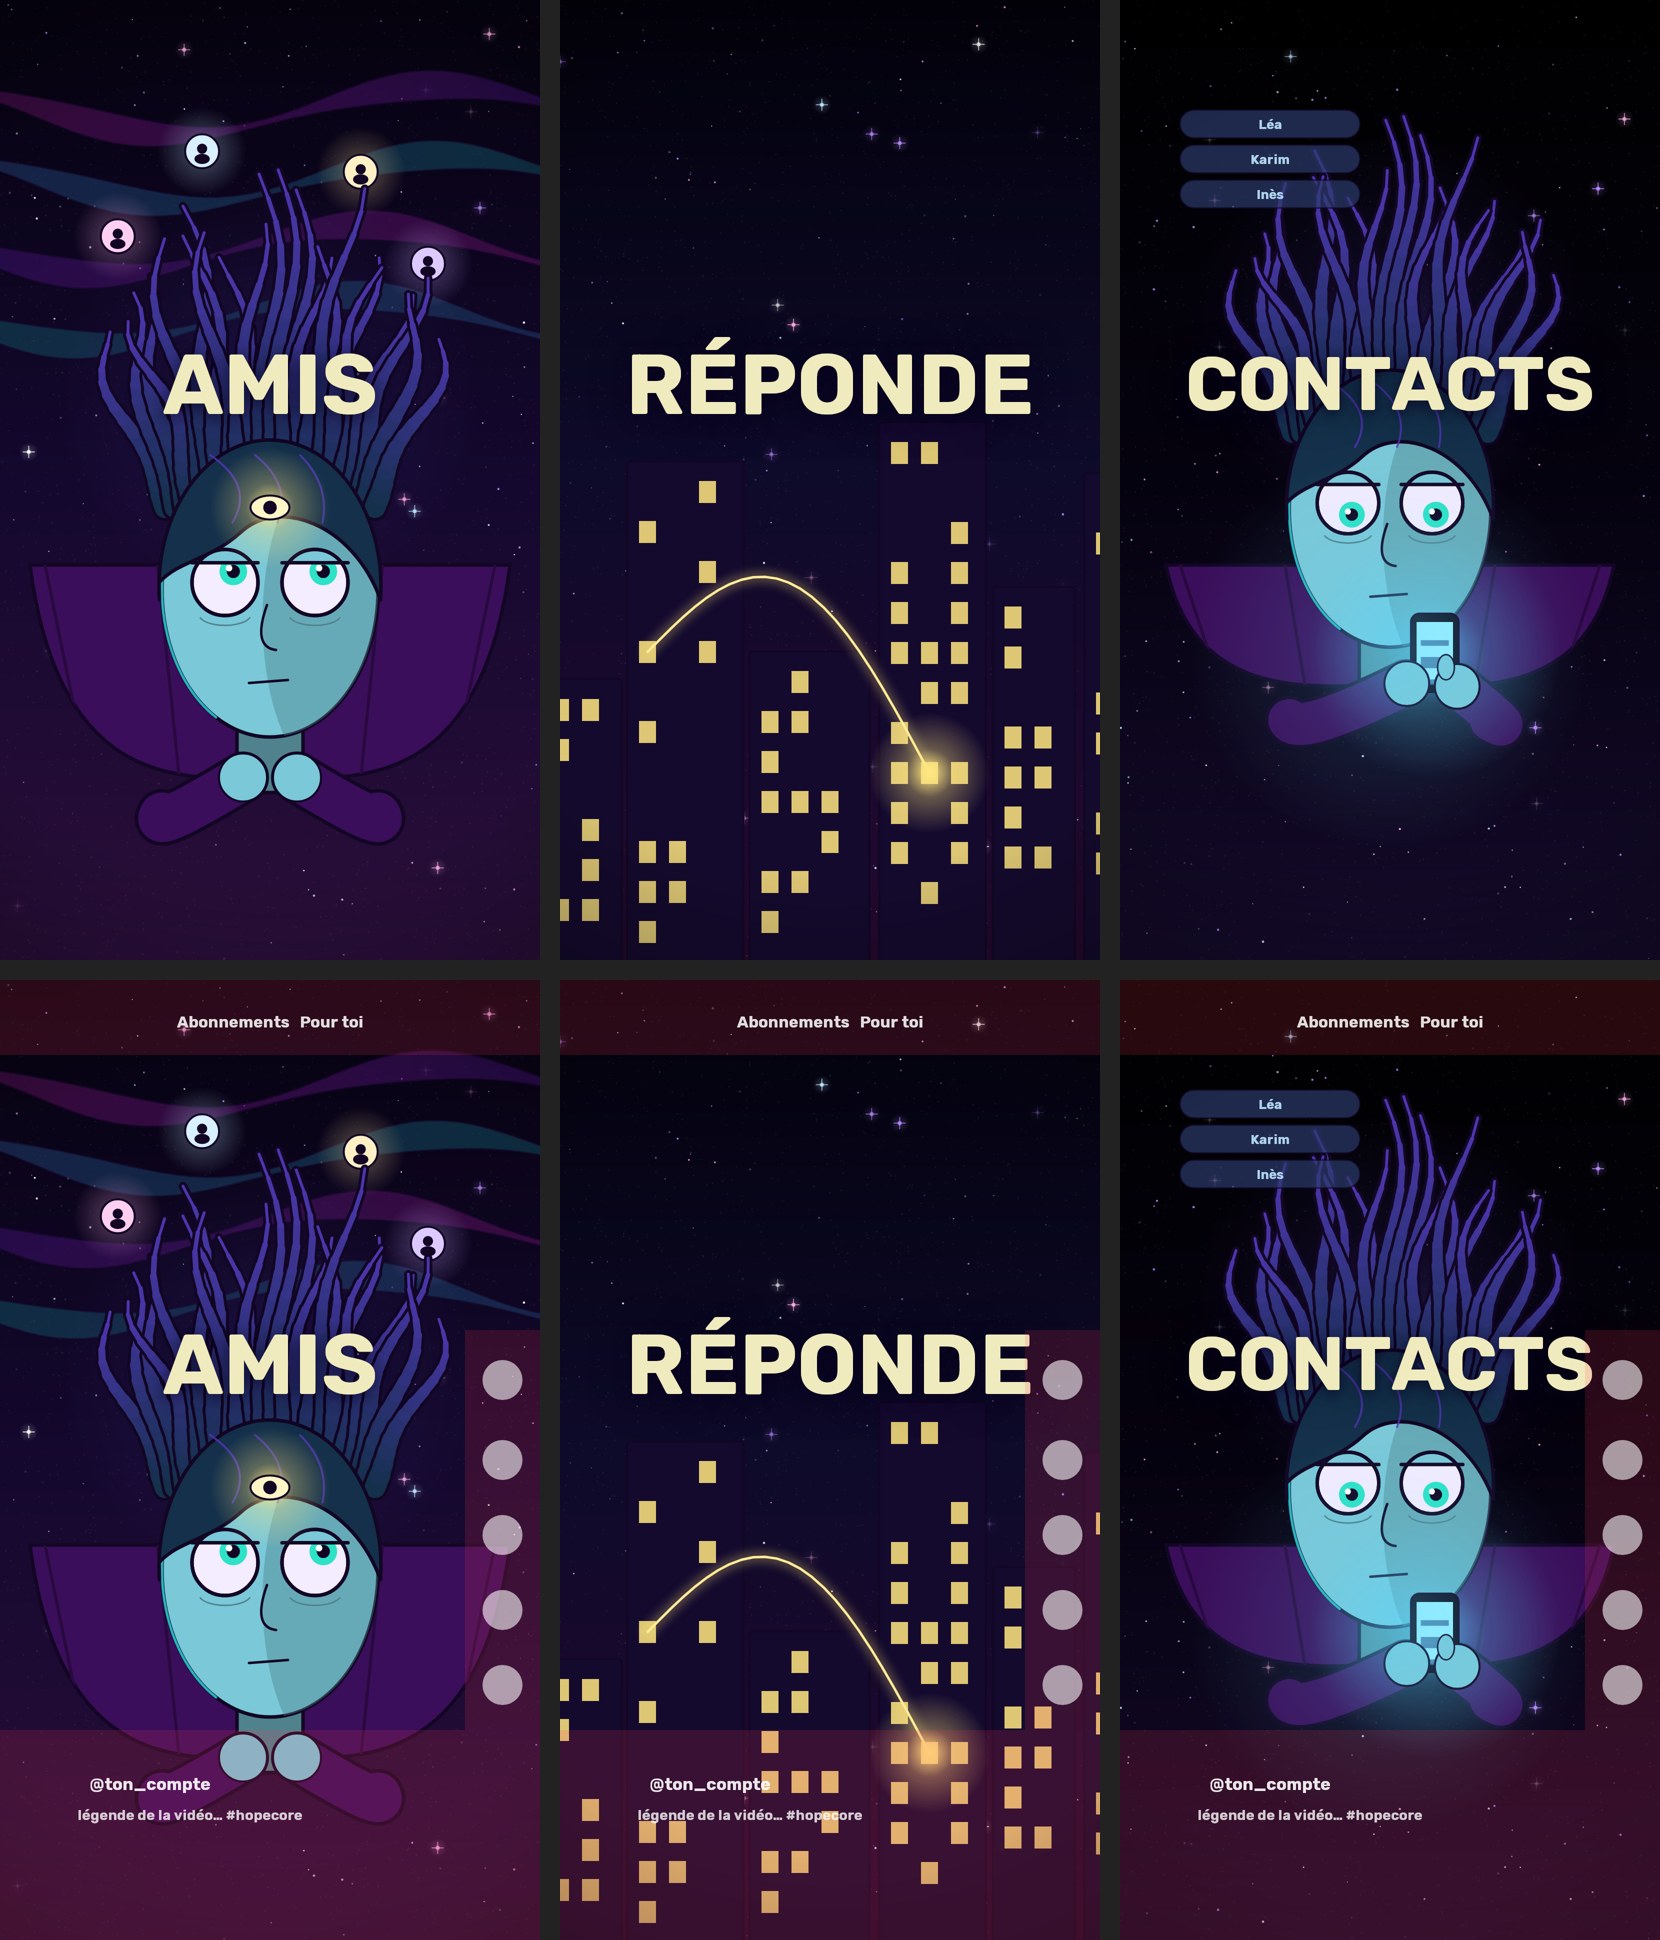 AMIS
RÉPONDE
Léa
Karim
Inès
CONTACTS
Abonnements Pour toi
AMIS
@ton_compte
légende de la vidéo... #hopecore
Abonnements Pour toi
RÉPONDE
@ton_compte
légende de la vidéo... #hopecore
Abonnements Pour toi
Léa
Karim
Inès
CONTACTS
@ton_compte
légende de la vidéo... #hopecore